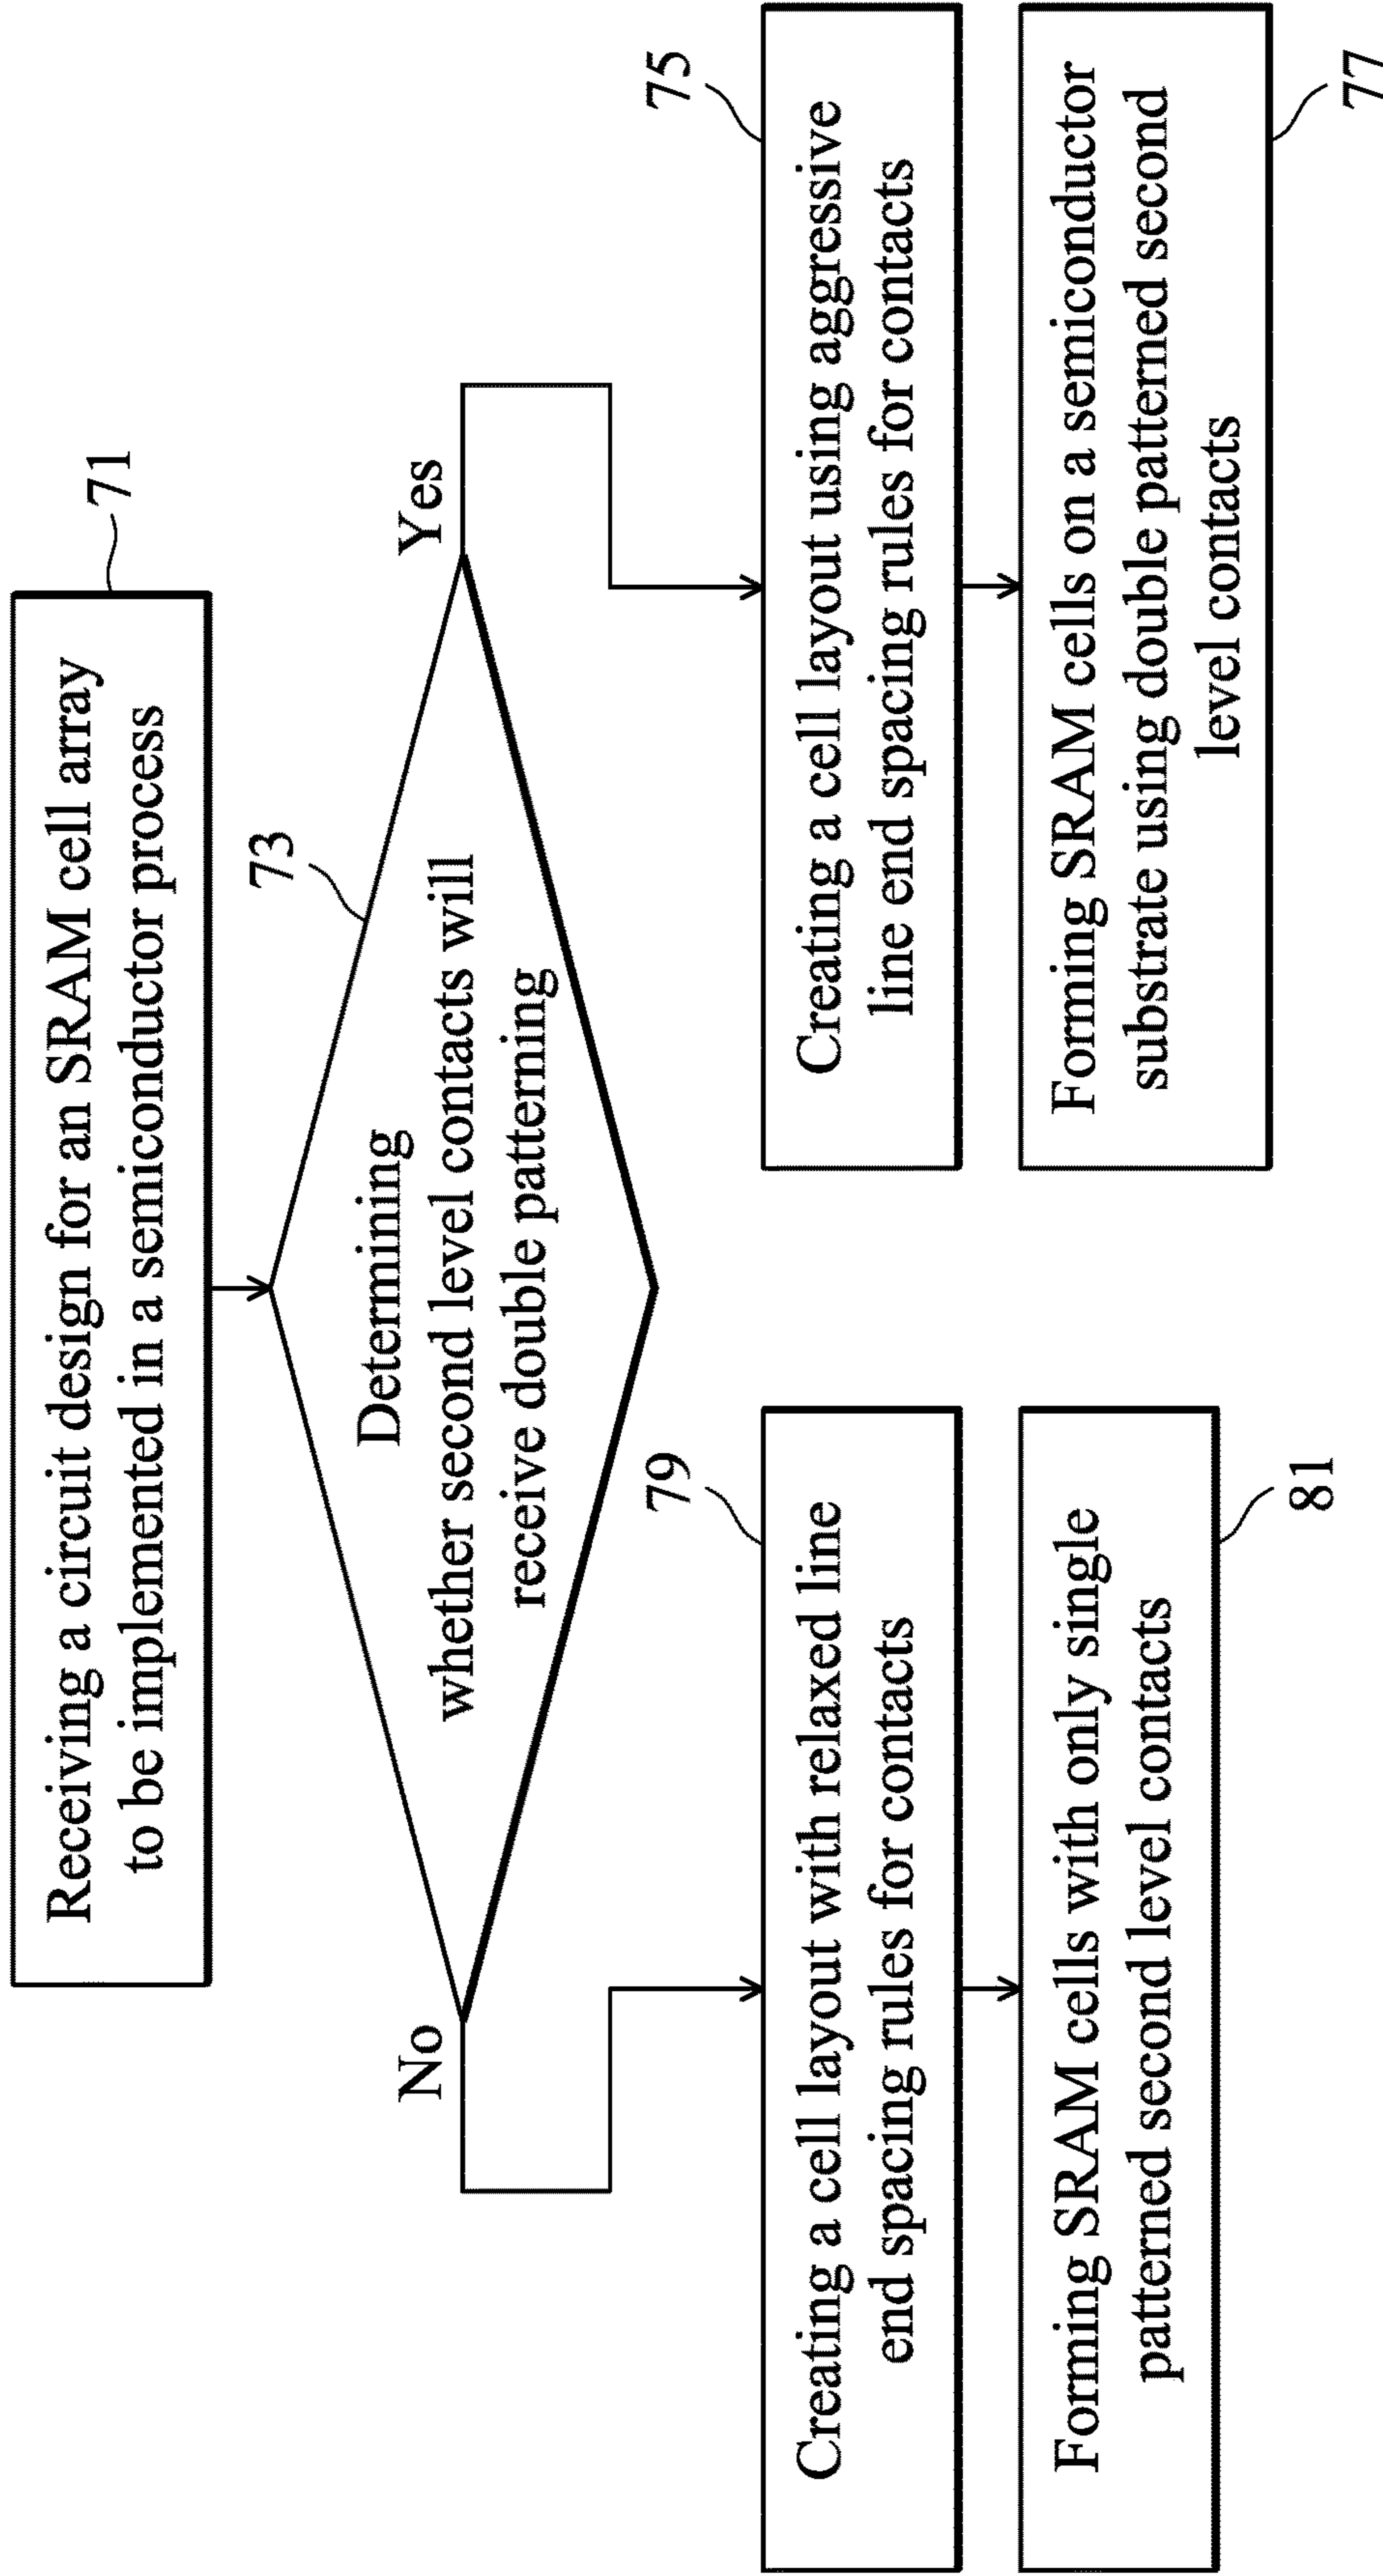 71
Receiving a circuit design for an SRAM cell array
to be implemented in a semiconductor process
73
Determining
whether second level contacts will
receive double patterning
No
Yes
79
Creating a cell layout with relaxed line
end spacing rules for contacts
Forming SRAM cells with only single
patterned second level contacts
81
75
Creating a cell layout using aggressive
line end spacing rules for contacts
Forming SRAM cells on a semiconductor
substrate using double patterned second
level contacts
77